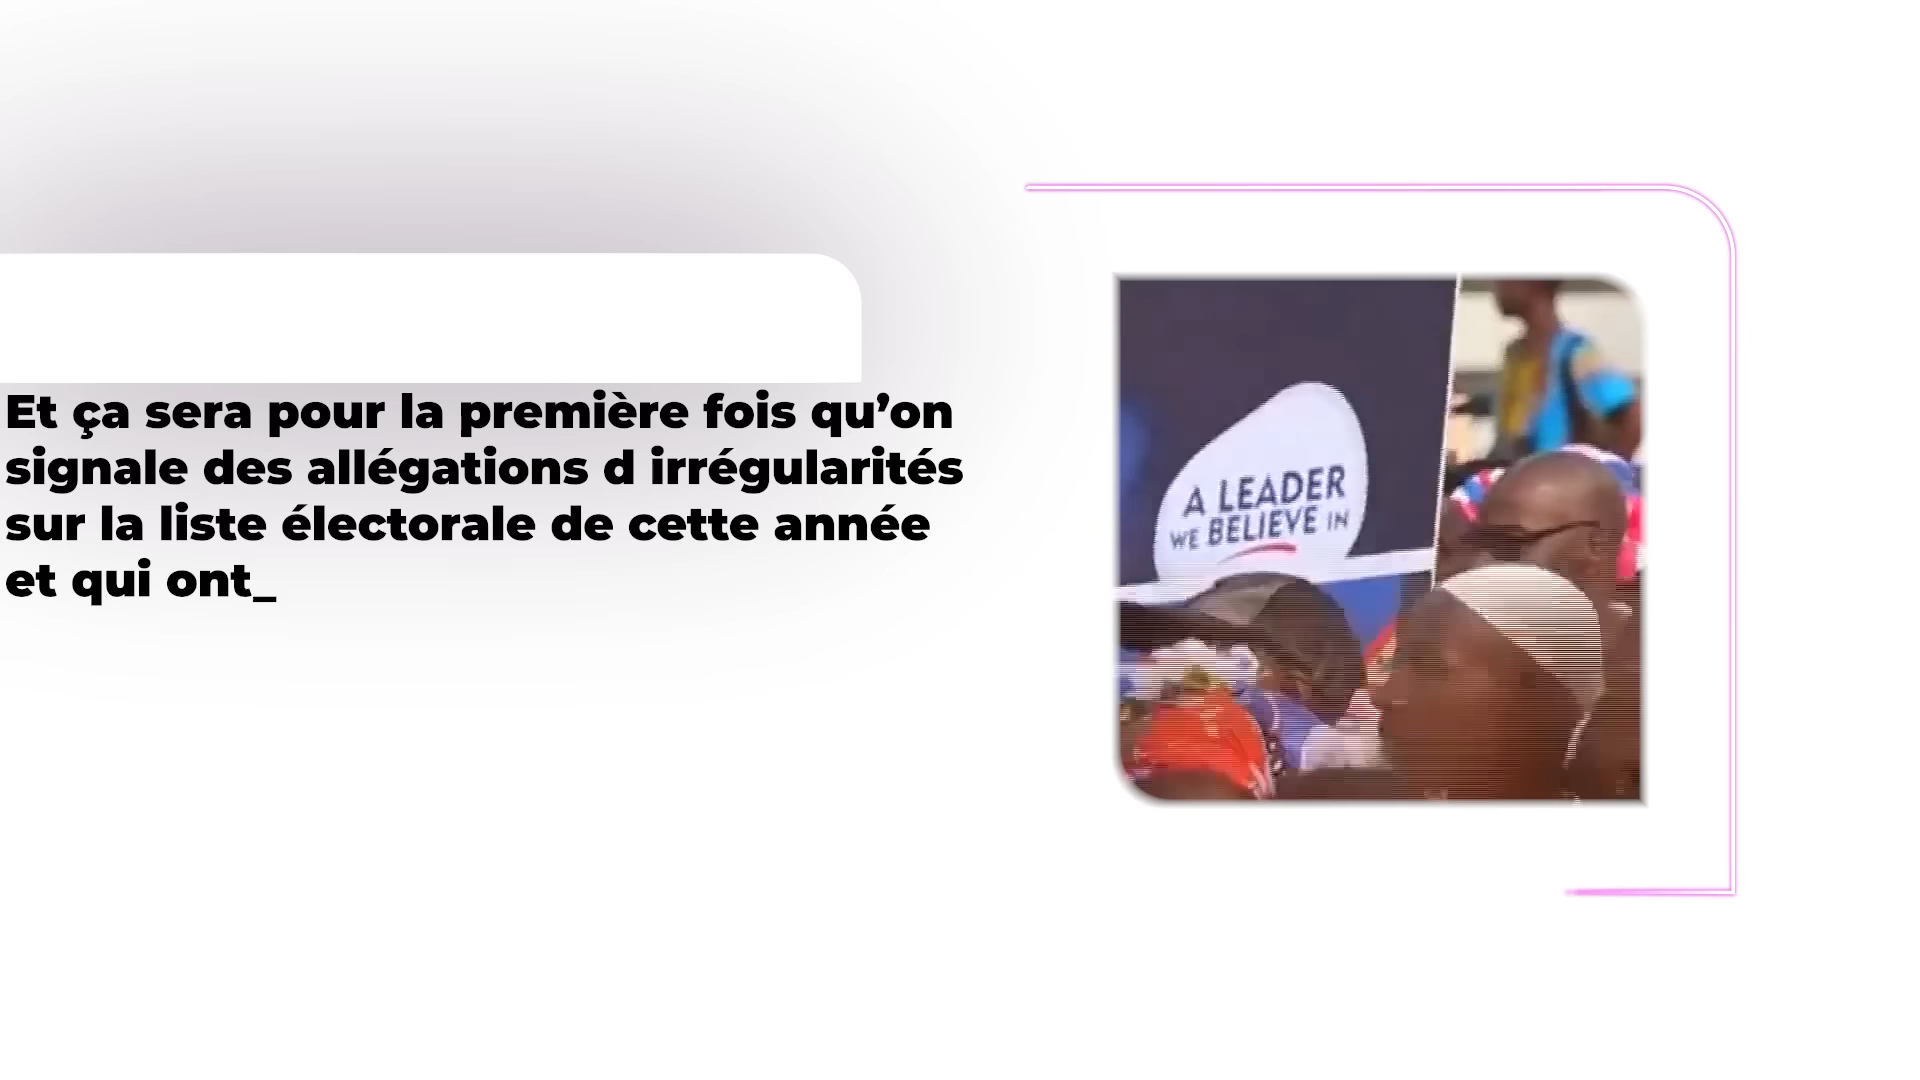 Et ça sera pour la première fois qu’on
signale des allégations d irrégularités
sur la liste électorale de cette année
et qui ont_
A LEADER
WE BELIEVE IN